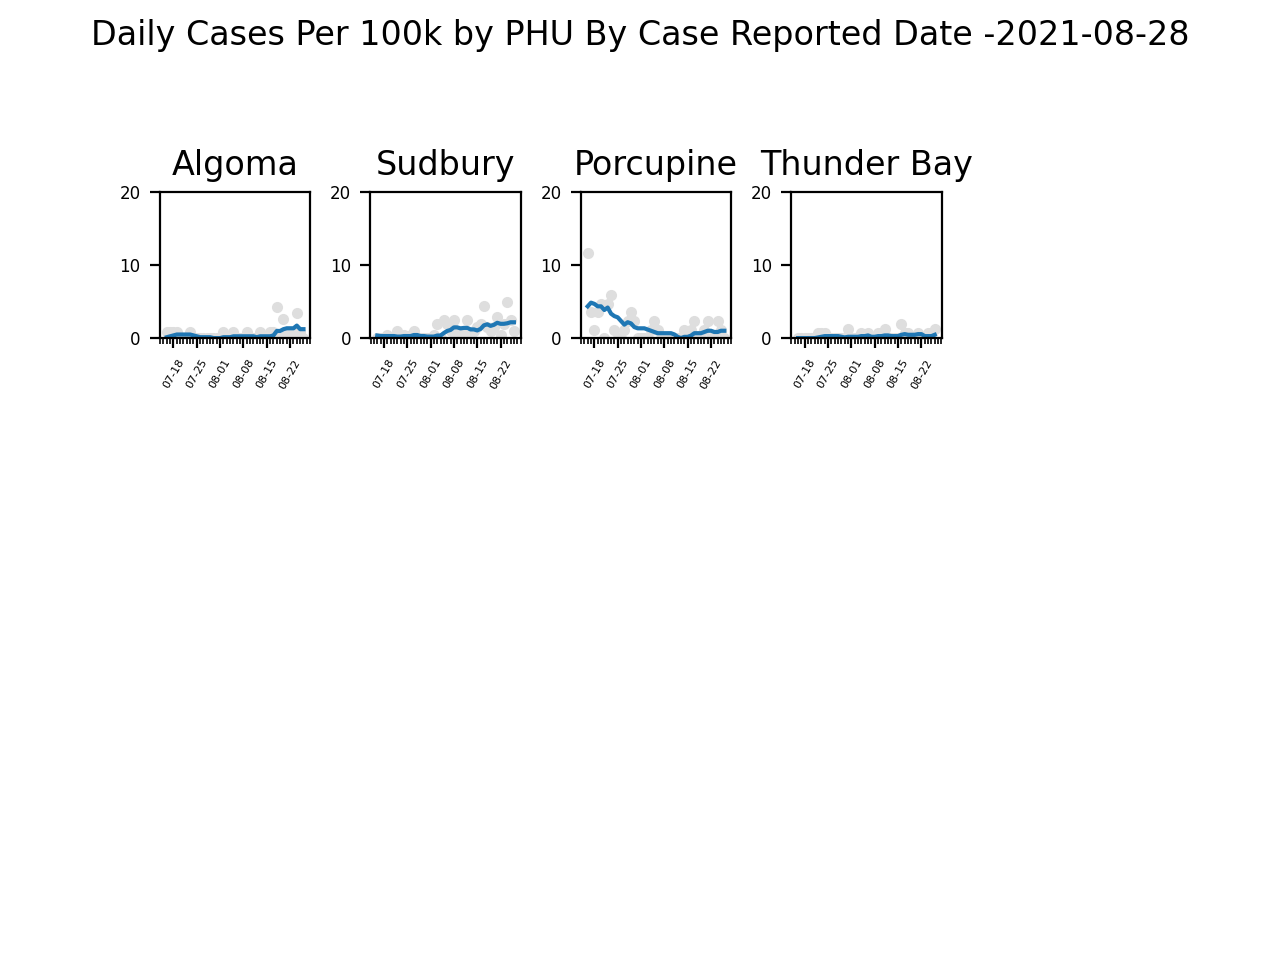 Daily Cases Per 100k by PHU By Case Reported Date -2021-08-28
Algoma Sudbury Porcupine Thunder Bay
20 20 20 20
10 10 10 10
0 0 0 0
07-18 07-25 08-01 08-08 08-15 08-22 07-18 07-25 08-01 08-08 08-15 08-22 07-18 07-25 08-01 08-08 08-15 08-22 07-18 07-25 08-01 08-08 08-15 08-22